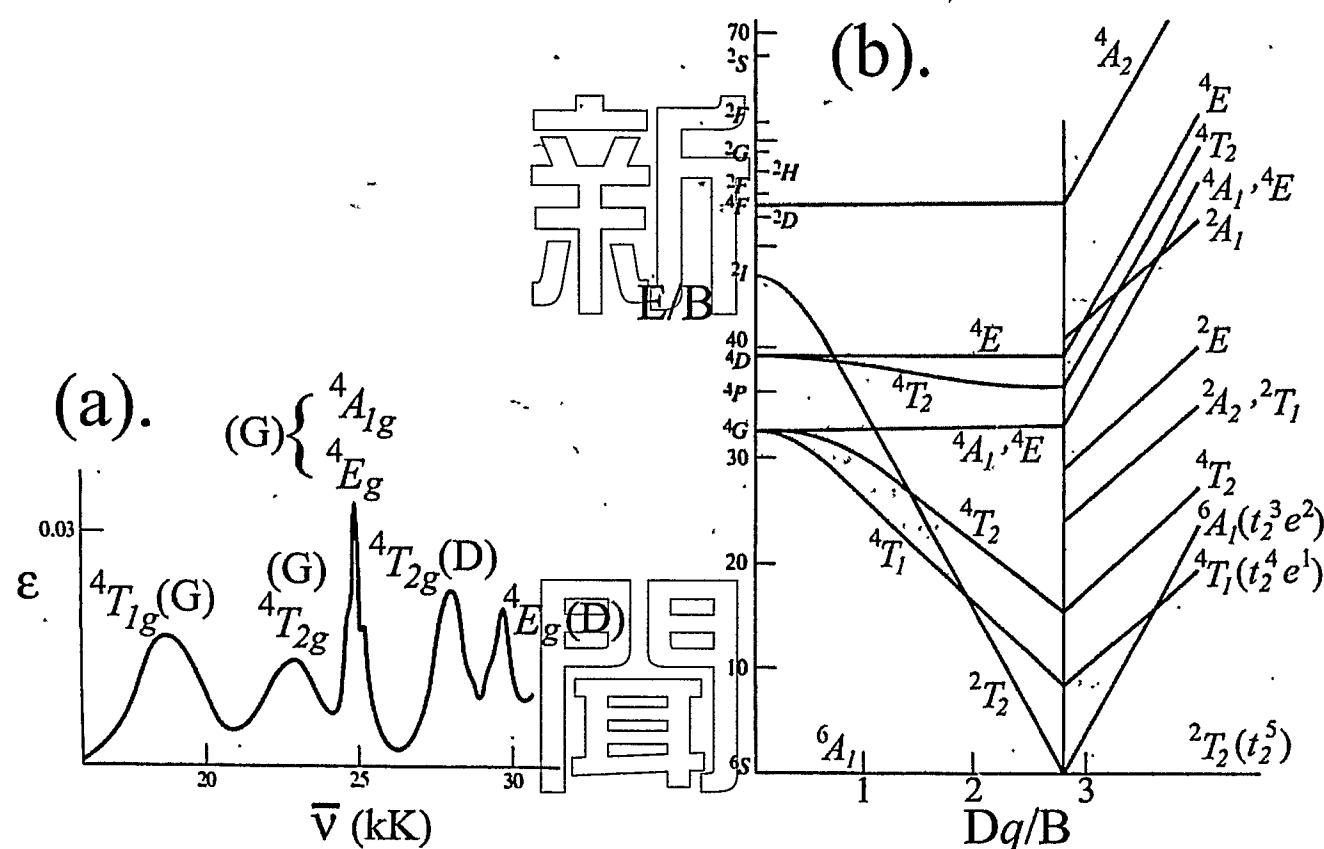 (a).
(G){
⁴A₁g
⁴Eg
0.03
ε
⁴T₁g(G)
(G)
⁴T₂g
⁴T₂g(D)
⁴Eg(D)
20
25
30
ν̅ (kK)
(b).
E/B
70
²S
²F
²G
²H
²F
⁴F
²D
²I
40
⁴D
⁴P
⁴G
30
20
10
⁶S
⁴A₂
⁴E
⁴T₂
⁴A₁,⁴E
²A₁
⁴E
²E
⁴T₂
²A₂,²T₁
⁴A₁,⁴E
⁴T₂
⁴T₂
⁶A₁(t₂³e²)
⁴T₁
⁴T₁(t₂⁴e¹)
²T₂
⁶A₁
²T₂(t₂⁵)
1
2
3
Dq/B